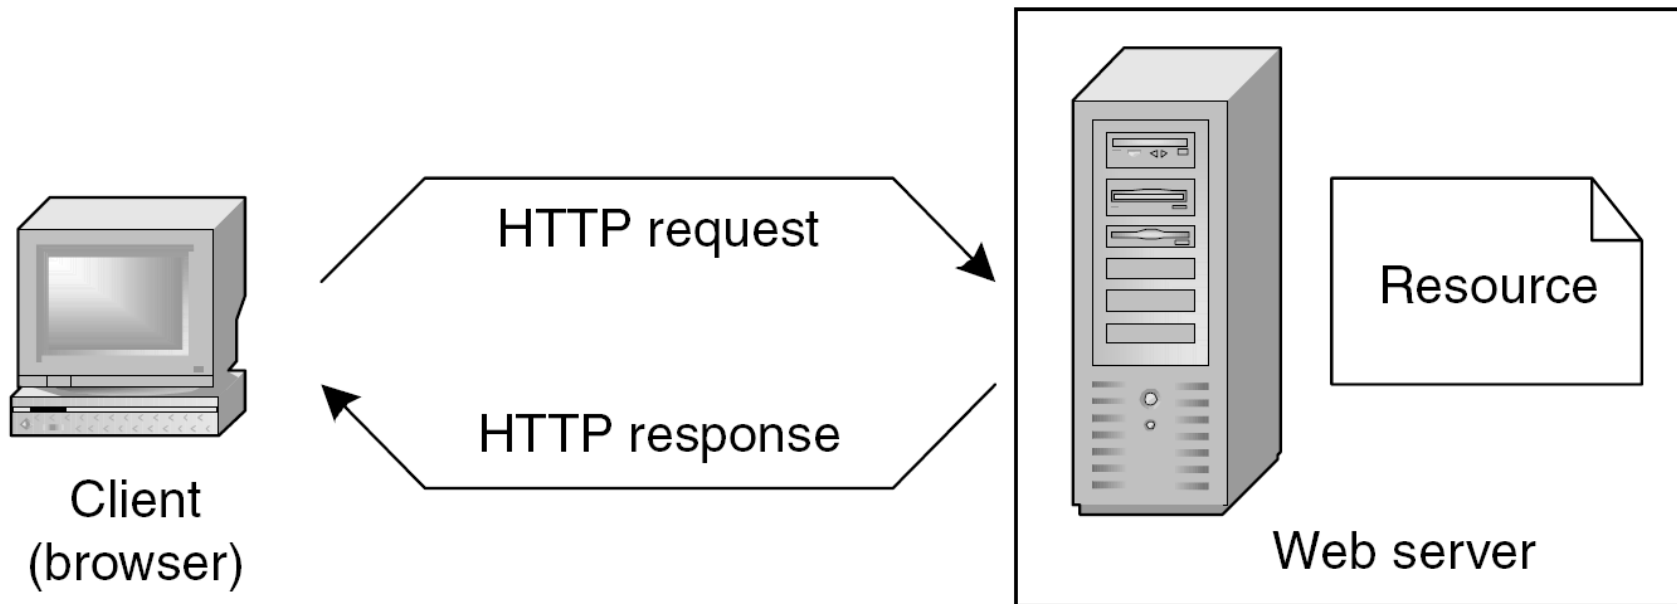 HTTP request
Resource
HTTP response
Client
(browser)
Web server